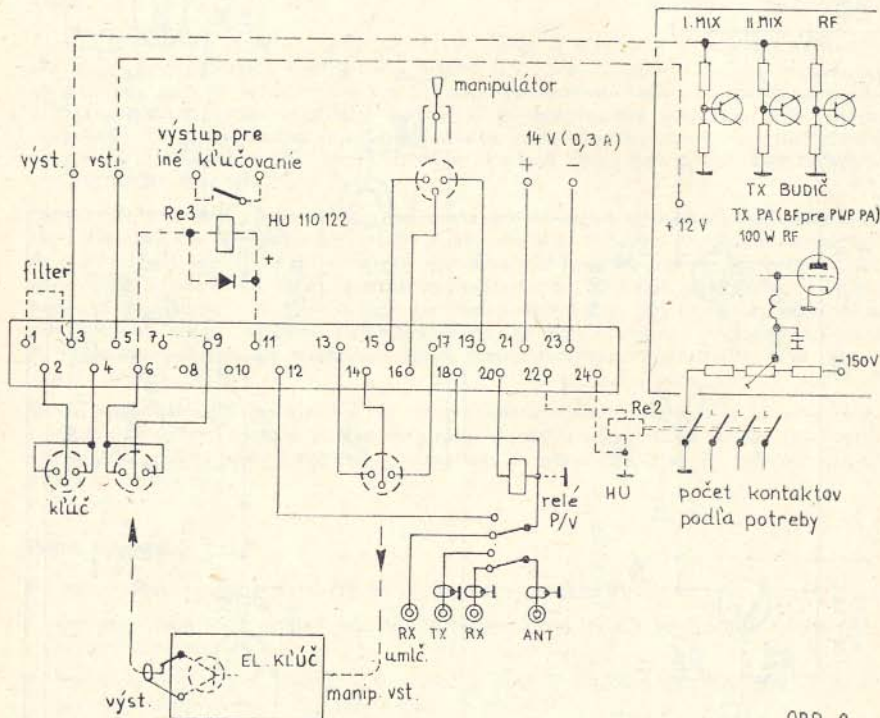 I. MIX II. MIX RF
manipulátor
výstup pre
iné kľučovanie
14 V (0,3 A)
výst. vst.
+ −
TX BUDIČ
Re3
HU 110 122
TX PA (BF pre PWP PA)
100 W RF
+ 12 V
+
filter
1 3 5 7 9 11 13 15 17 19 21 23
2 4 6 8 10 12 14 16 18 20 22 24
-150V
Re2
kľúč
relé
P/V
HU
počet kontaktov
podľa potreby
RX TX RX ANT
EL. KĽÚČ
umlč.
výst.
manip. vst.